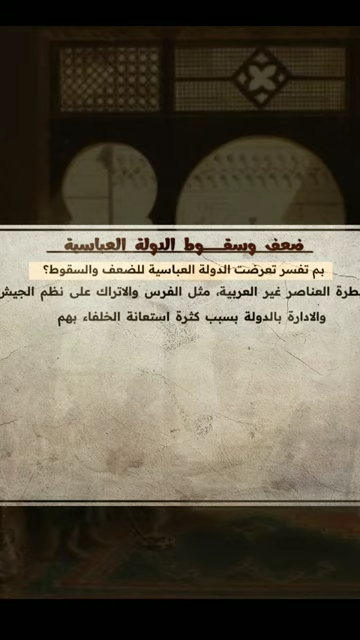 ضعف وسقـــوط الدولة العباسية
بم تفسر تعرضت الدولة العباسية للضعف والسقوط؟
العناصر غير العربية، مثل الفرس والاتراك على نظم الجيش
والادارة بالدولة بسبب كثرة استعانة الخلفاء بهم